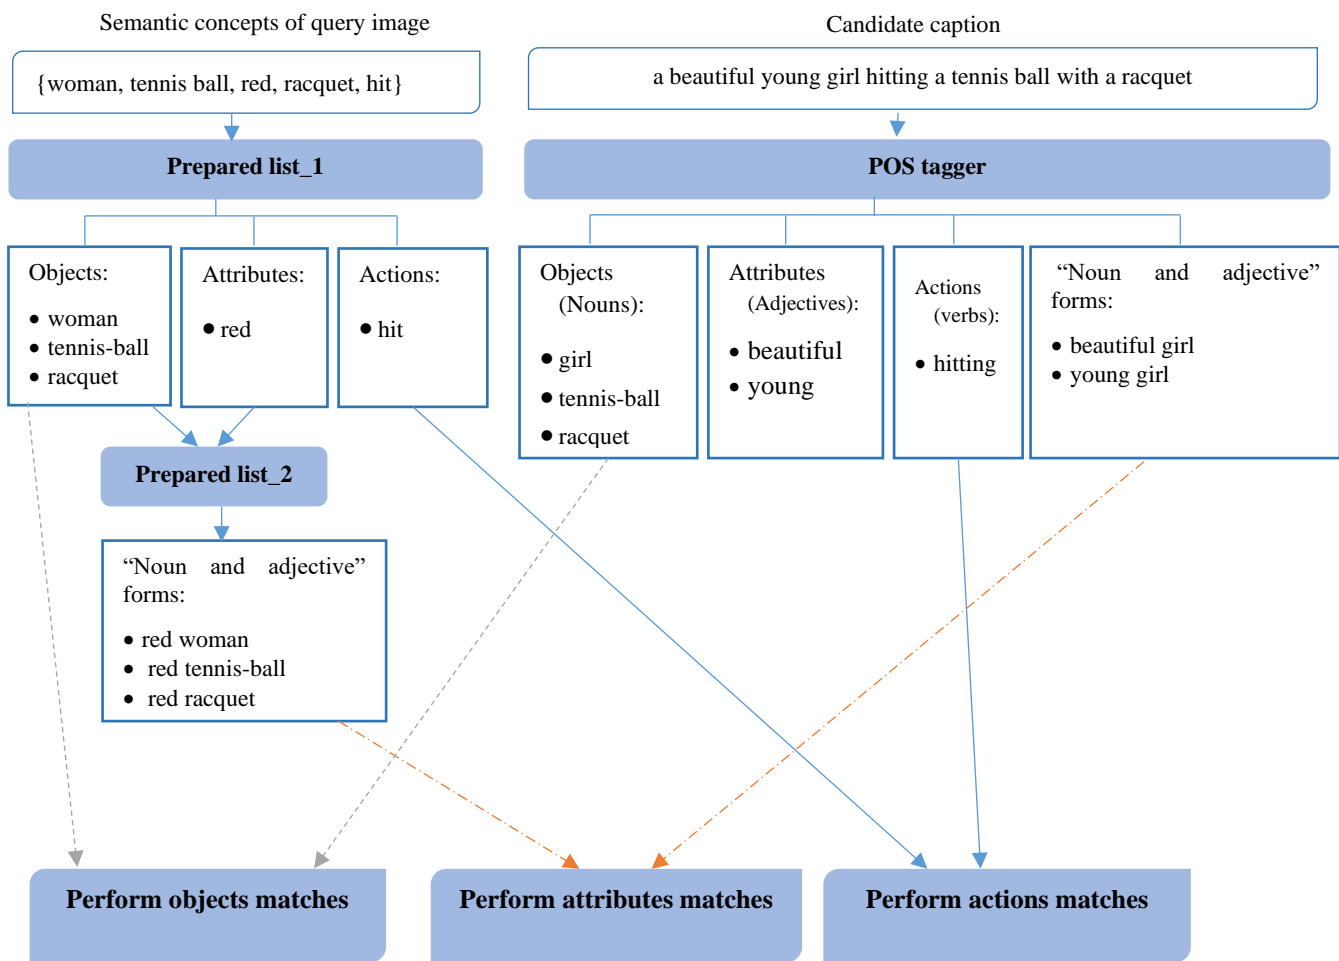 Semantic concepts of query image
Candidate caption
{woman, tennis ball, red, racquet, hit}
a beautiful young girl hitting a tennis ball with a racquet
Prepared list_1
POS tagger
Objects:
• woman
• tennis-ball
• racquet
Attributes:
• red
Actions:
• hit
Objects
(Nouns):
• girl
• tennis-ball
• racquet
Attributes
(Adjectives):
• beautiful
• young
Actions
(verbs):
• hitting
“Noun and adjective”
forms:
• beautiful girl
• young girl
Prepared list_2
“Noun and adjective”
forms:
• red woman
• red tennis-ball
• red racquet
Perform objects matches
Perform attributes matches
Perform actions matches